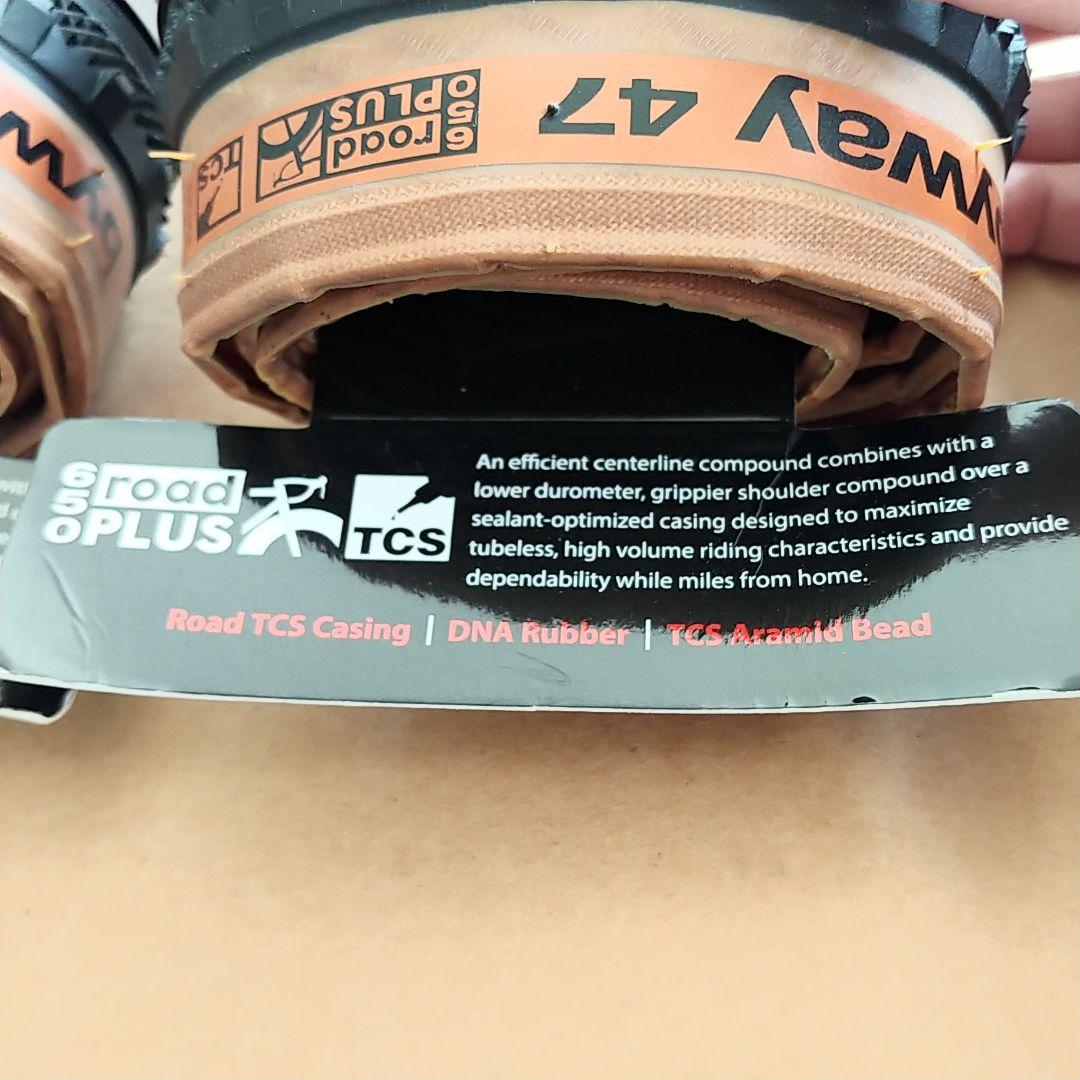 TCS
650 road PLUS
yway 47
650 road PLUS
TCS
An efficient centerline compound combines with a
lower durometer, grippier shoulder compound over a
sealant-optimized casing designed to maximize
tubeless, high volume riding characteristics and provide
dependability while miles from home.
Road TCS Casing | DNA Rubber | TCS Aramid Bead